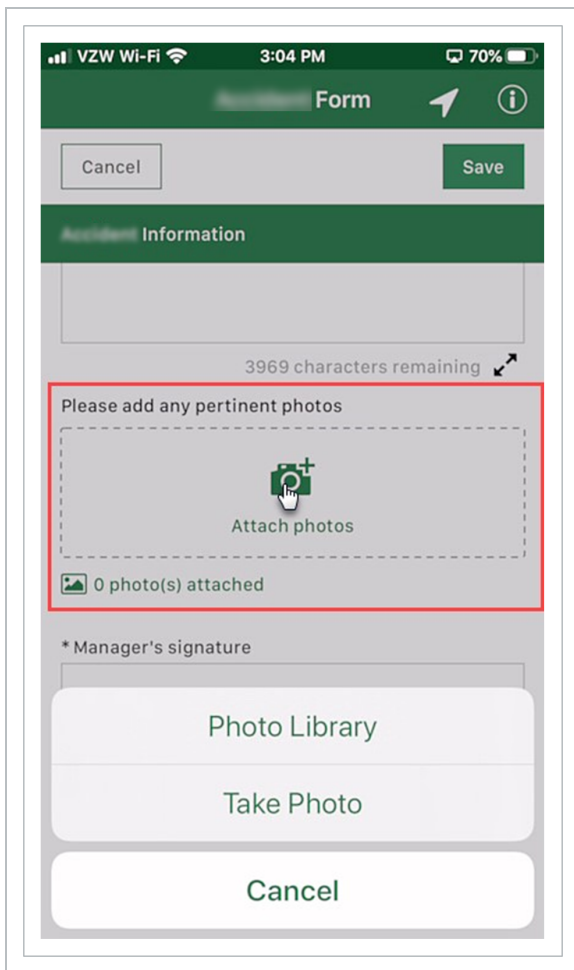 VZW Wi-Fi 3:04 PM 70%
Form
Cancel Save
Information
3969 characters remaining
Please add any pertinent photos
Attach photos
0 photo(s) attached
* Manager's signature
Photo Library
Take Photo
Cancel